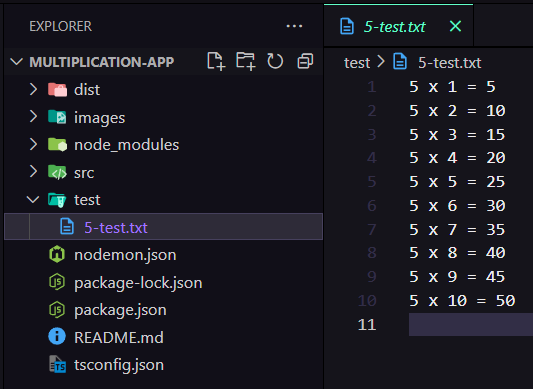 EXPLORER
MULTIPLICATION-APP
dist
images
node_modules
src
test
5-test.txt
nodemon.json
package-lock.json
package.json
README.md
tsconfig.json
5-test.txt
test > 5-test.txt
1 5 x 1 = 5
2 5 x 2 = 10
3 5 x 3 = 15
4 5 x 4 = 20
5 5 x 5 = 25
6 5 x 6 = 30
7 5 x 7 = 35
8 5 x 8 = 40
9 5 x 9 = 45
10 5 x 10 = 50
11